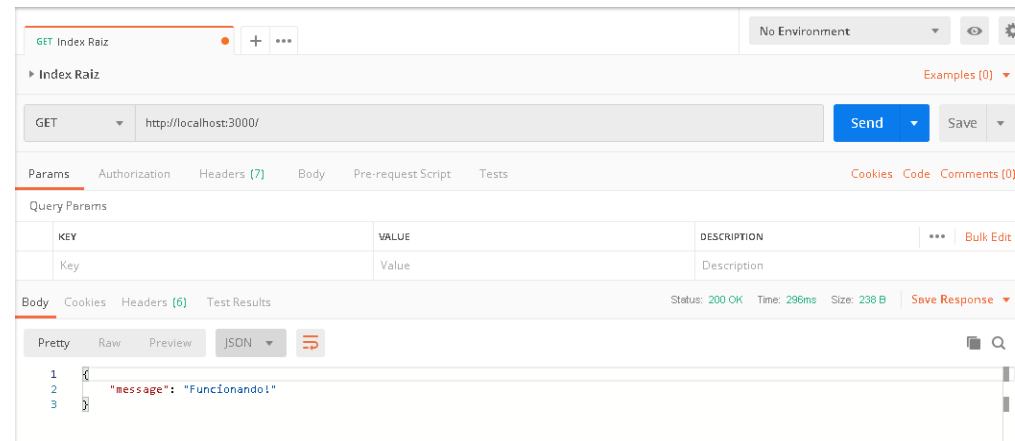 GET Index Raiz + ••• No Environment
Index Raiz Examples (0)
GET http://localhost:3000/ Send Save
Params Authorization Headers (7) Body Pre-request Script Tests Cookies Code Comments (0)
Query Params
KEY VALUE DESCRIPTION ••• Bulk Edit
Key Value Description
Body Cookies Headers (6) Test Results Status: 200 OK Time: 296ms Size: 238 B Save Response
Pretty Raw Preview JSON
1 {
2 "message": "Funcionando!"
3 }